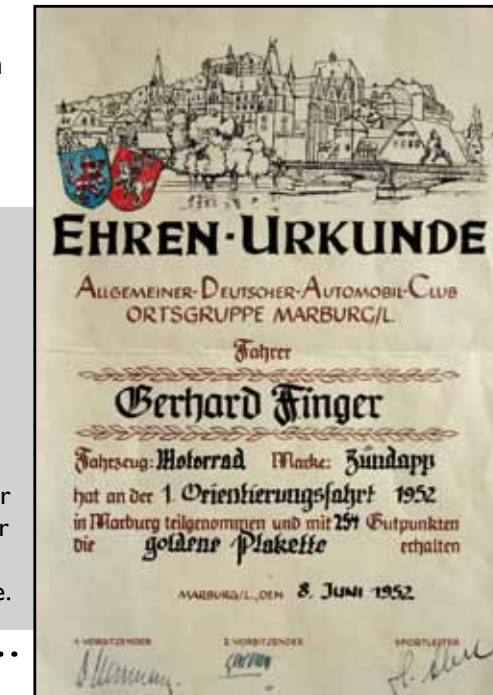 r
r
e.
..
EHREN-URKUNDE
ALLGEMEINER-DEUTSCHER-AUTOMOBIL-CLUB
ORTSGRUPPE MARBURG/L.
Fahrer
Gerhard Finger
Fahrzeug: Motorrad Marke: Zündapp
hat an der 1. Orientierungsfahrt 1952
in Marburg teilgenommen und mit 254 Gutpunkten
die goldene Plakette erhalten
MARBURG/L., DEN 8. JUNI 1952
1. VORSITZENDER 2. VORSITZENDER SPORTLEITER